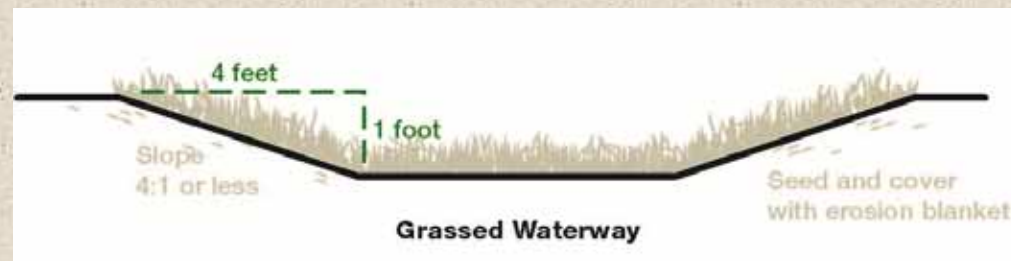 4 feet
1 foot
Slope
4:1 or less
Seed and cover
with erosion blanket
Grassed Waterway